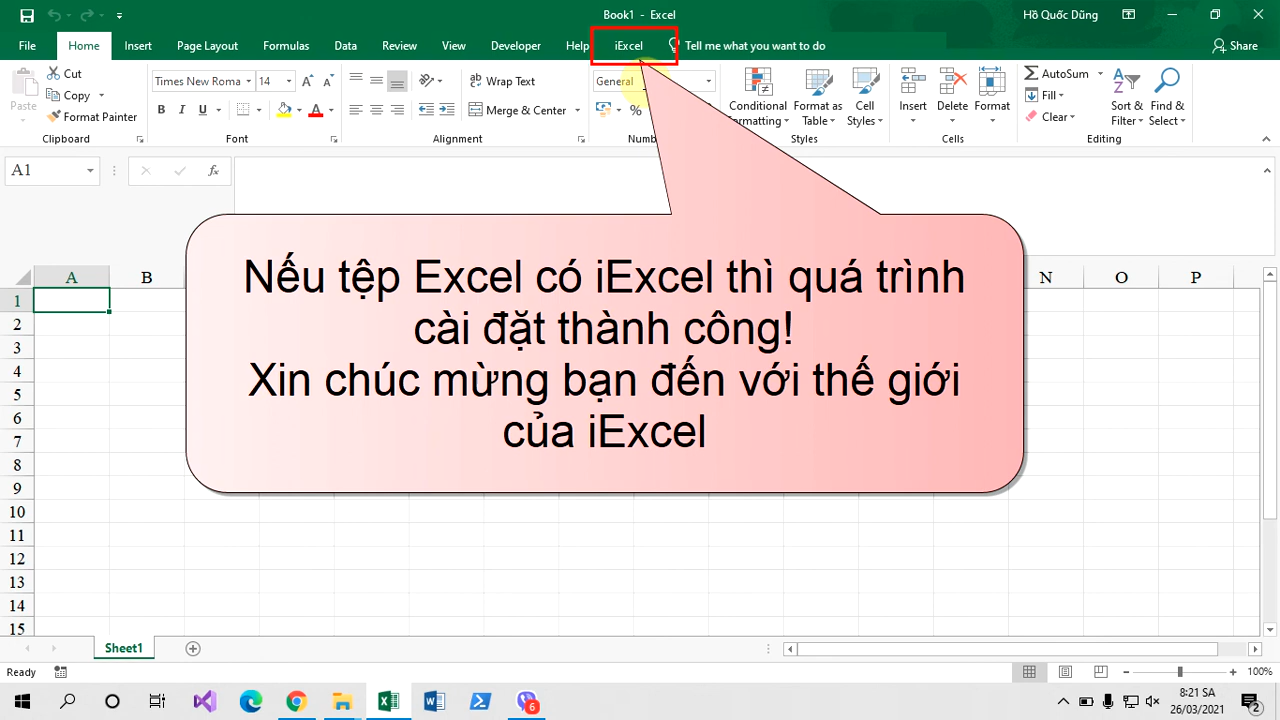 Book1 - Excel
Hồ Quốc Dũng
File Home Insert Page Layout Formulas Data Review View Developer Help iExcel Tell me what you want to do Share
Paste
Cut
Copy
Format Painter
Clipboard
Times New Roma 14
B I U
Font
Wrap Text
Merge & Center
Alignment
General
%
Conditional Formatting
Format as Table
Cell Styles
Styles
Insert Delete Format
Cells
AutoSum
Fill
Clear
Sort & Filter
Find & Select
Editing
A1
fx
Nếu tệp Excel có iExcel thì quá trình
cài đặt thành công!
Xin chúc mừng bạn đến với thế giới
của iExcel
A B N O P
1
2
3
4
5
6
7
8
9
10
11
12
13
14
15
Sheet1
Ready
100%
6
8:21 SA
26/03/2021
2